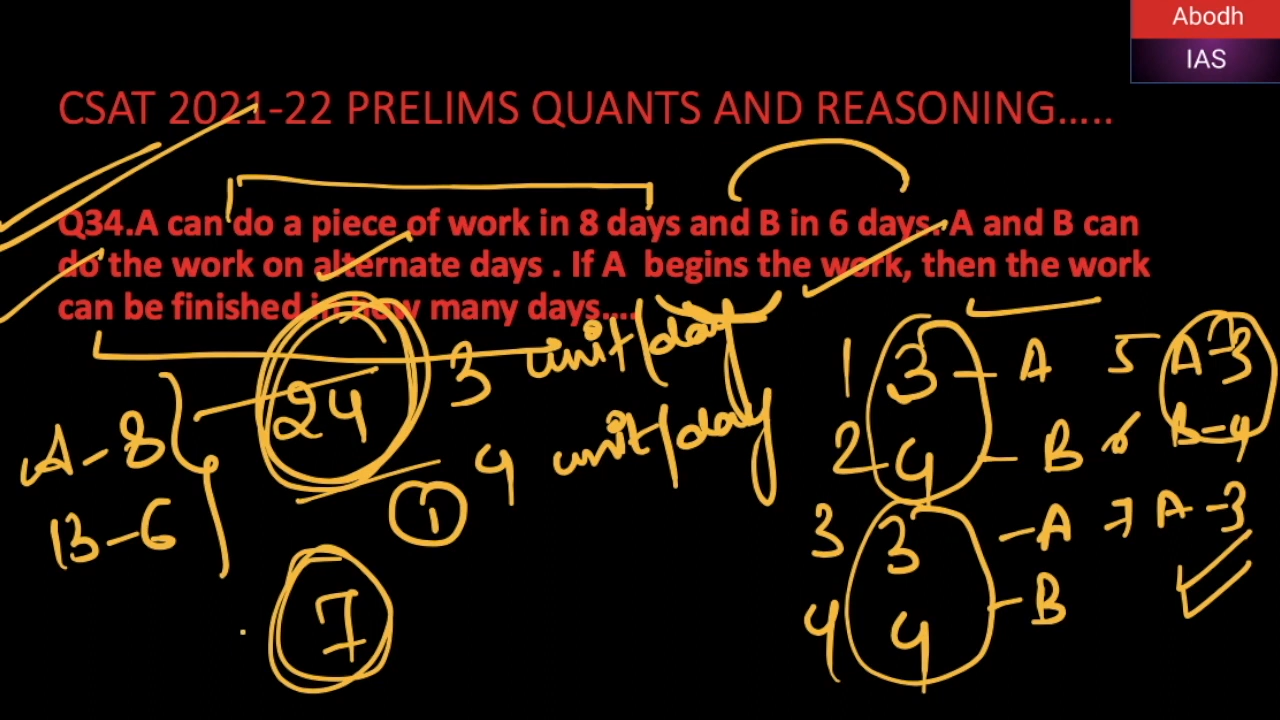 Abodh
IAS
CSAT 2021-22 PRELIMS QUANTS AND REASONING.....
Q34.A can do a piece of work in 8 days and B in 6 days. A and B can
do the work on alternate days . If A begins the work, then the work
can be finished in how many days....
A-8
B-6
24
3 unit/day
4 unit/day
1
7
1 3 - A
2 4 - B
3 3 - A
4 4 - B
5 A-3
6 B-4
7 A-3